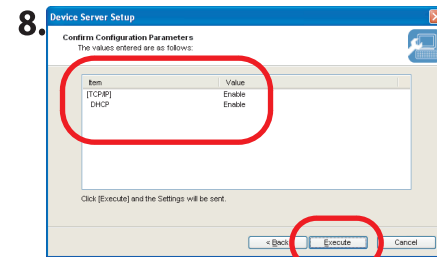 8.
Device Server Setup
Confirm Configuration Parameters
The values entered are as follows:
Item Value
[TCP/IP] Enable
DHCP Enable
Click [Execute] and the Settings will be sent.
< Back Execute Cancel